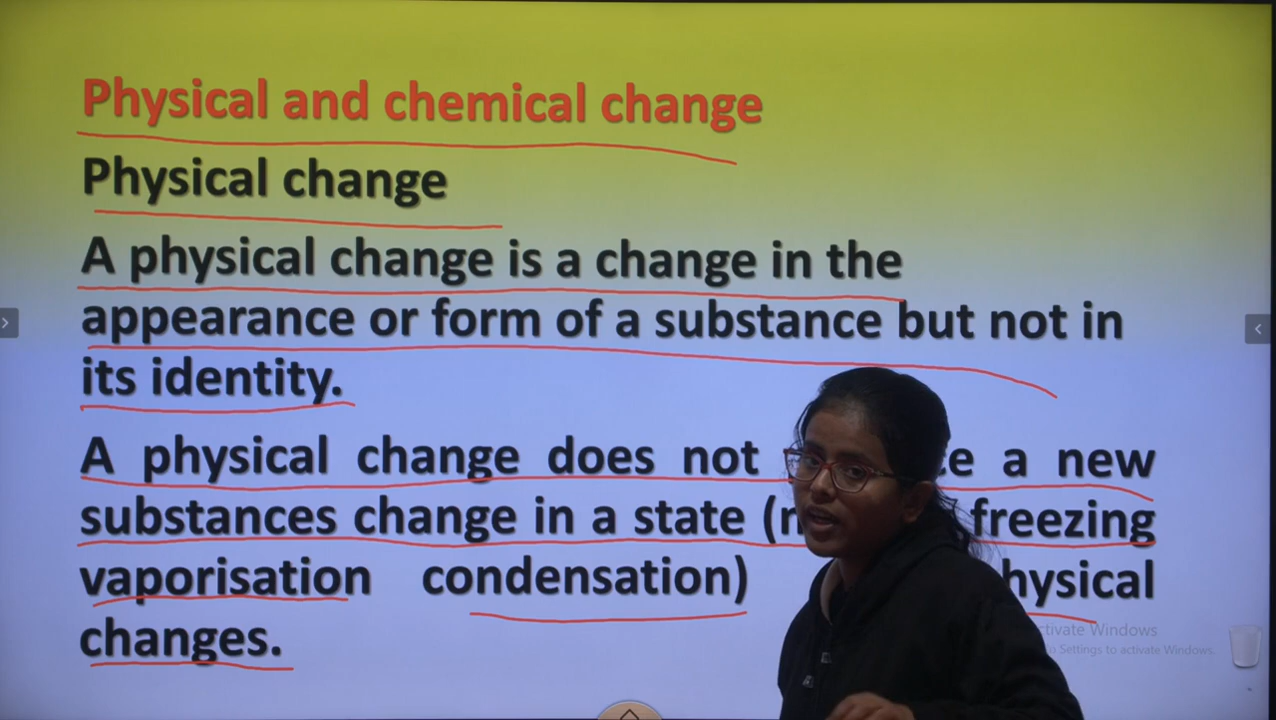 Physical and chemical change
Physical change
A physical change is a change in the
appearance or form of a substance but not in
its identity.
A physical change does not a new
substances change in a state ( freezing
vaporisation condensation) hysical
changes.
ctivate Windows
o Settings to activate Windows.